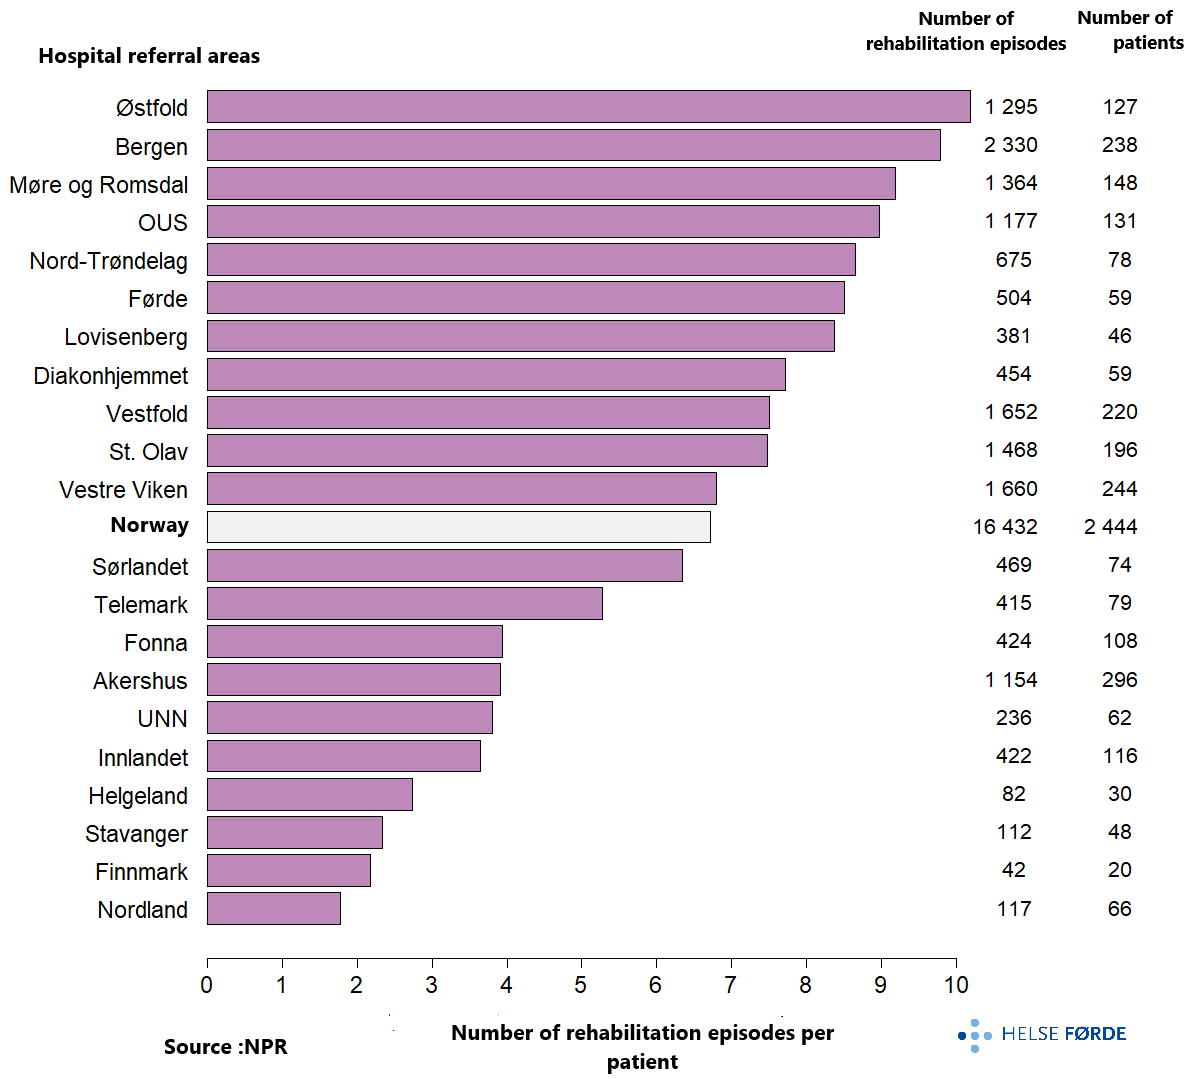 Number of Number of
rehabilitation episodes patients
Hospital referral areas
Østfold 1 295 127
Bergen 2 330 238
Møre og Romsdal 1 364 148
OUS 1 177 131
Nord-Trøndelag 675 78
Førde 504 59
Lovisenberg 381 46
Diakonhjemmet 454 59
Vestfold 1 652 220
St. Olav 1 468 196
Vestre Viken 1 660 244
Norway 16 432 2 444
Sørlandet 469 74
Telemark 415 79
Fonna 424 108
Akershus 1 154 296
UNN 236 62
Innlandet 422 116
Helgeland 82 30
Stavanger 112 48
Finnmark 42 20
Nordland 117 66
0 1 2 3 4 5 6 7 8 9 10
Number of rehabilitation episodes per
patient
Source :NPR
HELSE FØRDE